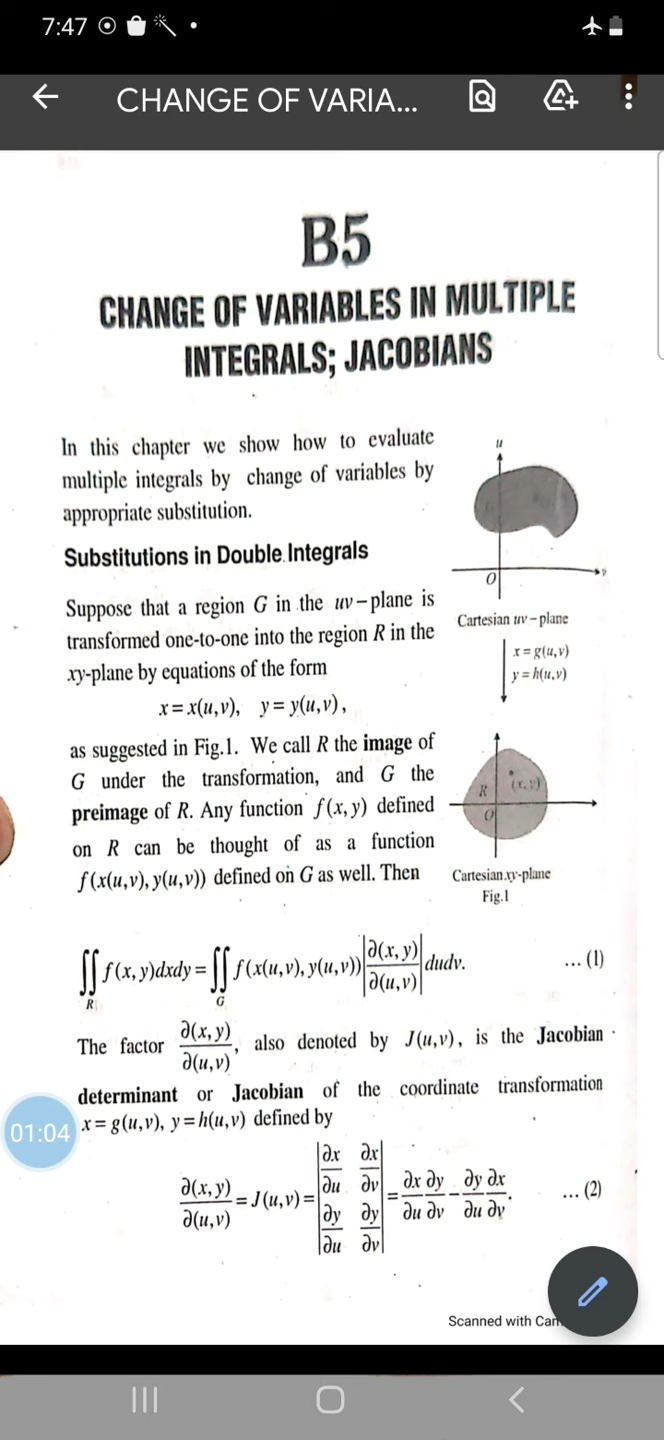 7:47
CHANGE OF VARIA...
B5
CHANGE OF VARIABLES IN MULTIPLE
INTEGRALS; JACOBIANS
In this chapter we show how to evaluate
multiple integrals by change of variables by
appropriate substitution.
Substitutions in Double Integrals
Suppose that a region G in the uv-plane is
transformed one-to-one into the region R in the
xy-plane by equations of the form
x=x(u,v), y=y(u,v),
as suggested in Fig.1. We call R the image of
G under the transformation, and G the
preimage of R. Any function f(x,y) defined
on R can be thought of as a function
f(x(u,v),y(u,v)) defined on G as well. Then
u
v
O
Cartesian uv-plane
x=g(u,v)
y=h(u,v)
R
(x,y)
O
Cartesian xy-plane
Fig.1
∬_R f(x,y)dxdy=∬_G f(x(u,v),y(u,v))|∂(x,y)/∂(u,v)|dudv. ...(1)
The factor ∂(x,y)/∂(u,v), also denoted by J(u,v), is the Jacobian
determinant or Jacobian of the coordinate transformation
01:04
x=g(u,v), y=h(u,v) defined by
∂(x,y)/∂(u,v)=J(u,v)=|∂x/∂u ∂x/∂v; ∂y/∂u ∂y/∂v|=∂x/∂u ∂y/∂v-∂y/∂u ∂x/∂v. ...(2)
Scanned with